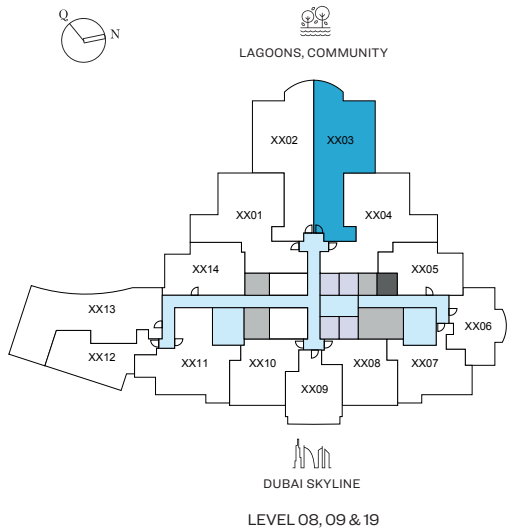 Q
N
LAGOONS, COMMUNITY
XX02
XX03
XX01
XX04
XX14
XX05
XX13
XX06
XX12
XX11
XX10
XX08
XX07
XX09
DUBAI SKYLINE
LEVEL 08, 09 & 19